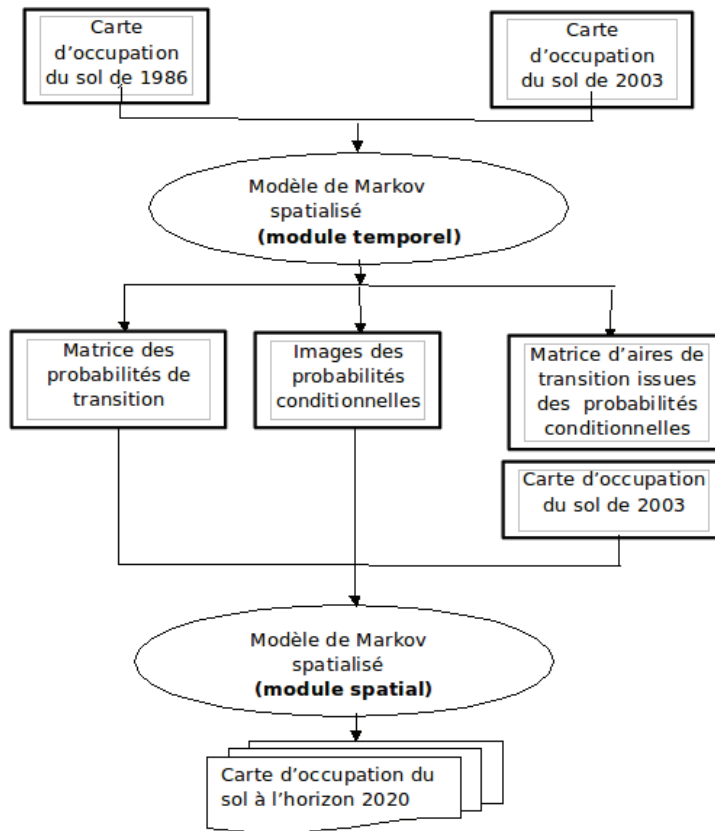 Carte
d’occupation
du sol de 1986
Carte
d’occupation
du sol de 2003
Modèle de Markov
spatialisé
(module temporel)
Matrice des
probabilités de
transition
Images des
probabilités
conditionnelles
Matrice d’aires de
transition issues
des probabilités
conditionnelles
Carte d’occupation
du sol de 2003
Modèle de Markov
spatialisé
(module spatial)
Carte d’occupation du
sol à l’horizon 2020